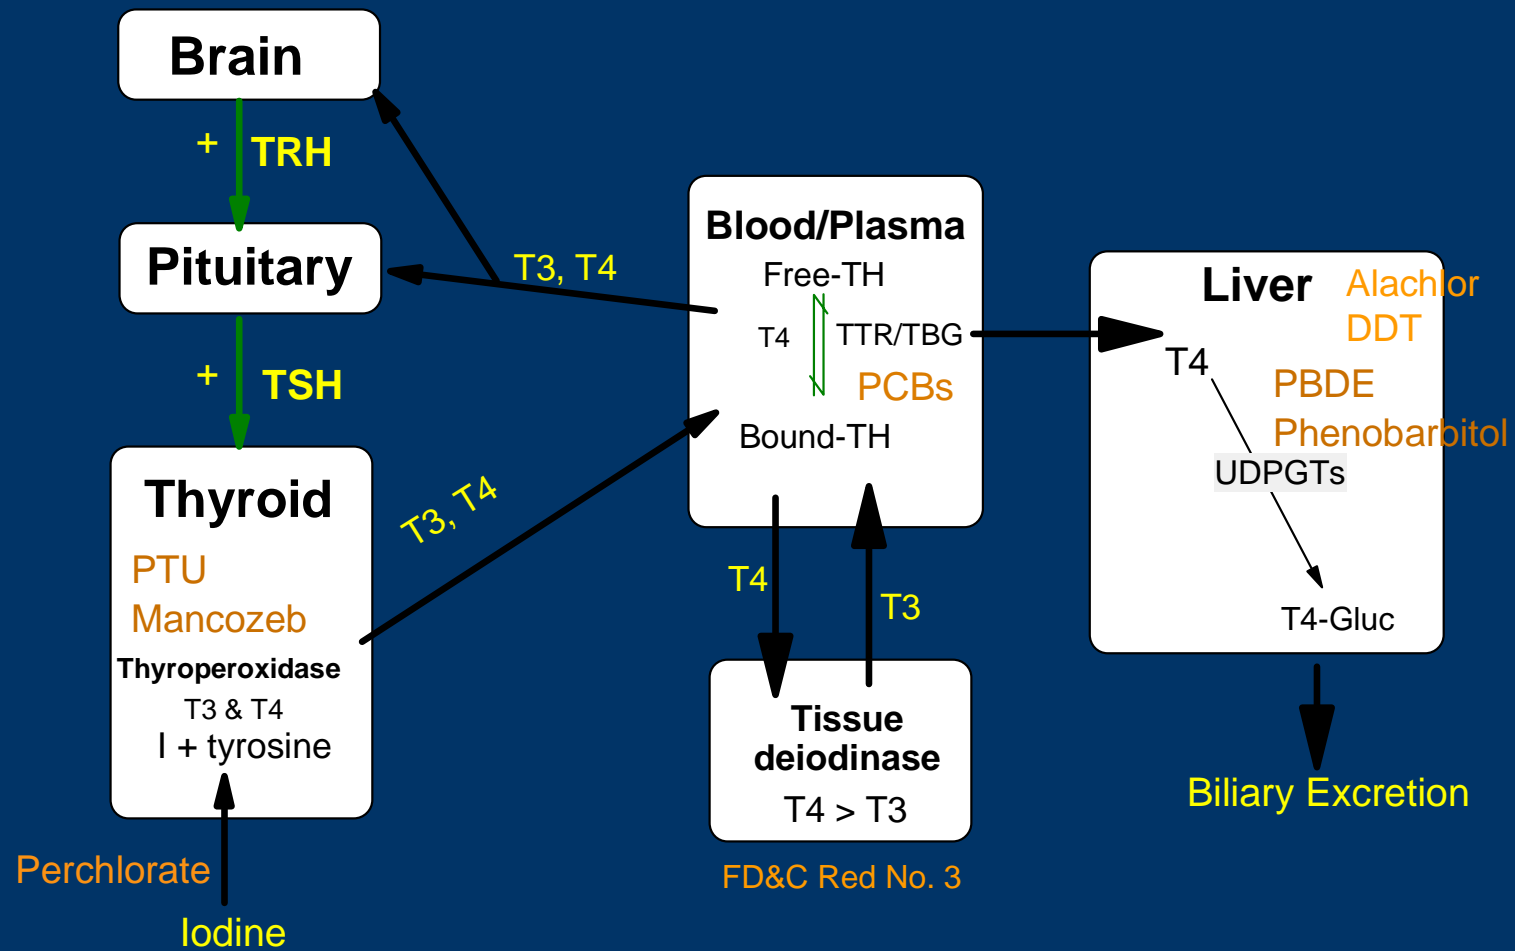 Brain
+
TRH
Pituitary
+
TSH
Thyroid
PTU
Mancozeb
Thyroperoxidase
T3 & T4
I + tyrosine
Perchlorate
Iodine
T3, T4
T3, T4
Blood/Plasma
Free-TH
T4
TTR/TBG
PCBs
Bound-TH
T4
T3
Tissue
deiodinase
T4 > T3
FD&C Red No. 3
Liver
Alachlor
DDT
T4
PBDE
Phenobarbitol
UDPGTs
T4-Gluc
Biliary Excretion